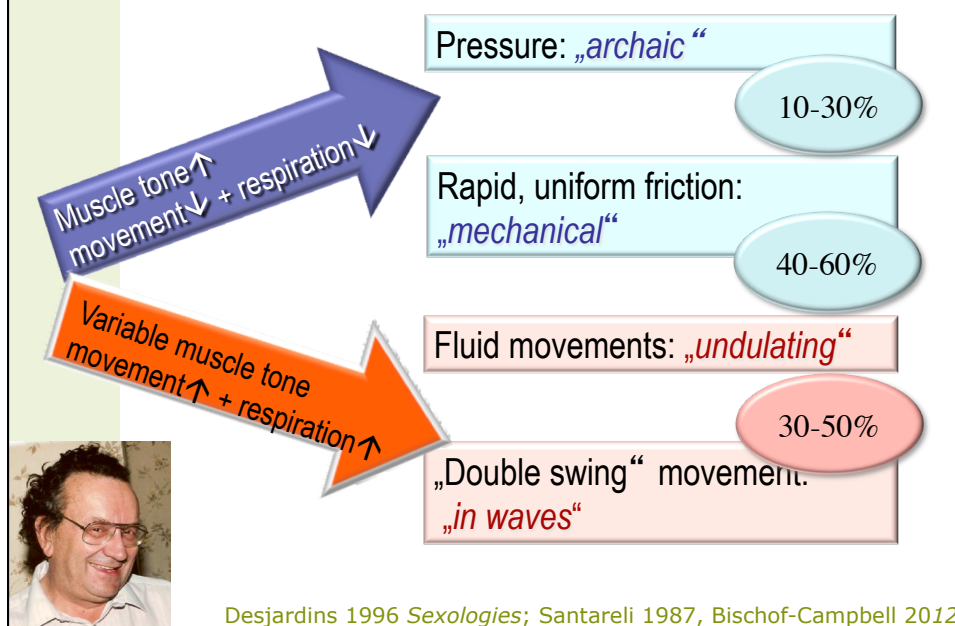 Pressure: „archaic“
10-30%
Muscle tone↑
movement↓ + respiration↓
Rapid, uniform friction:
„mechanical“
40-60%
Variable muscle tone
movement↑ + respiration↑
Fluid movements: „undulating“
30-50%
„Double swing“ movement:
„in waves“
Desjardins 1996 Sexologies; Santareli 1987, Bischof-Campbell 2012